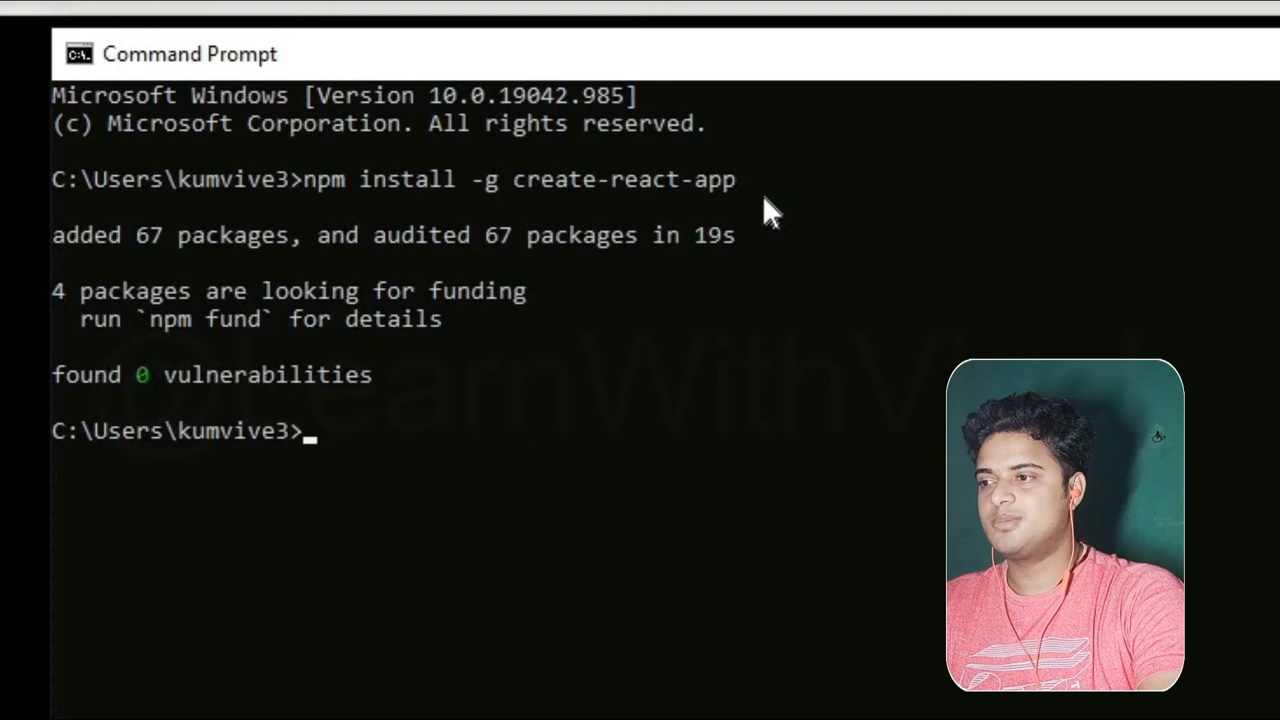 Command Prompt
Microsoft Windows [Version 10.0.19042.985]
(c) Microsoft Corporation. All rights reserved.
C:\Users\kumvive3>npm install -g create-react-app
added 67 packages, and audited 67 packages in 19s
4 packages are looking for funding
run `npm fund` for details
found 0 vulnerabilities
@LearnWithV
C:\Users\kumvive3>